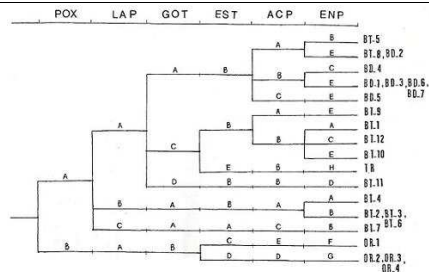 POX LAP GOT EST ACP ENP
B BT.5
A
E BT.8, BD.2
C BD.4
A B B
E BD.1, BD.3, BD.6, BD.7
C E BD.5
A E BT.9
B
A A BT.1
B C BT.12
C
E BT.10
E B H TR
A
D B B D BT.11
A BT.4
B A B A
B BT.2, BT.3, BT.6
C A A C B BT.7
C E F OR.1
B A B
D D G OR.2, OR.3, OR.4